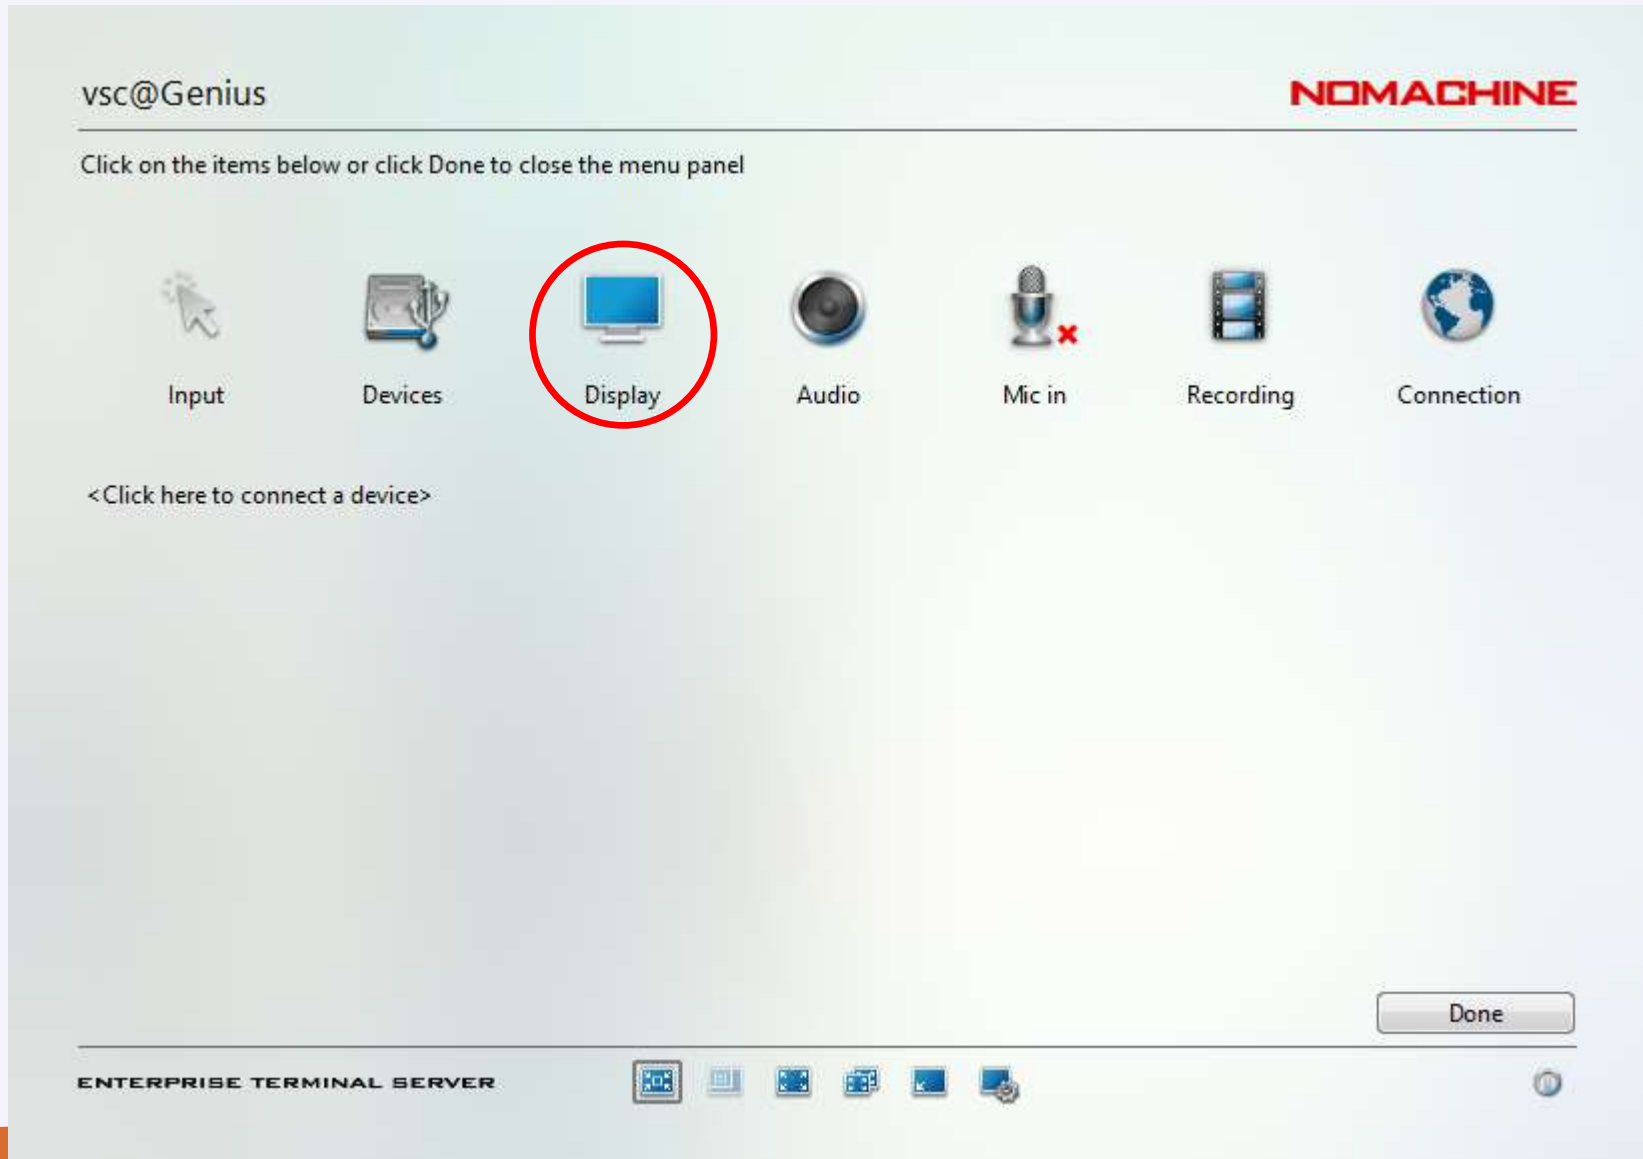 vsc@Genius
NOMACHINE
Click on the items below or click Done to close the menu panel
Input
Devices
Display
Audio
Mic in
Recording
Connection
<Click here to connect a device>
Done
ENTERPRISE TERMINAL SERVER